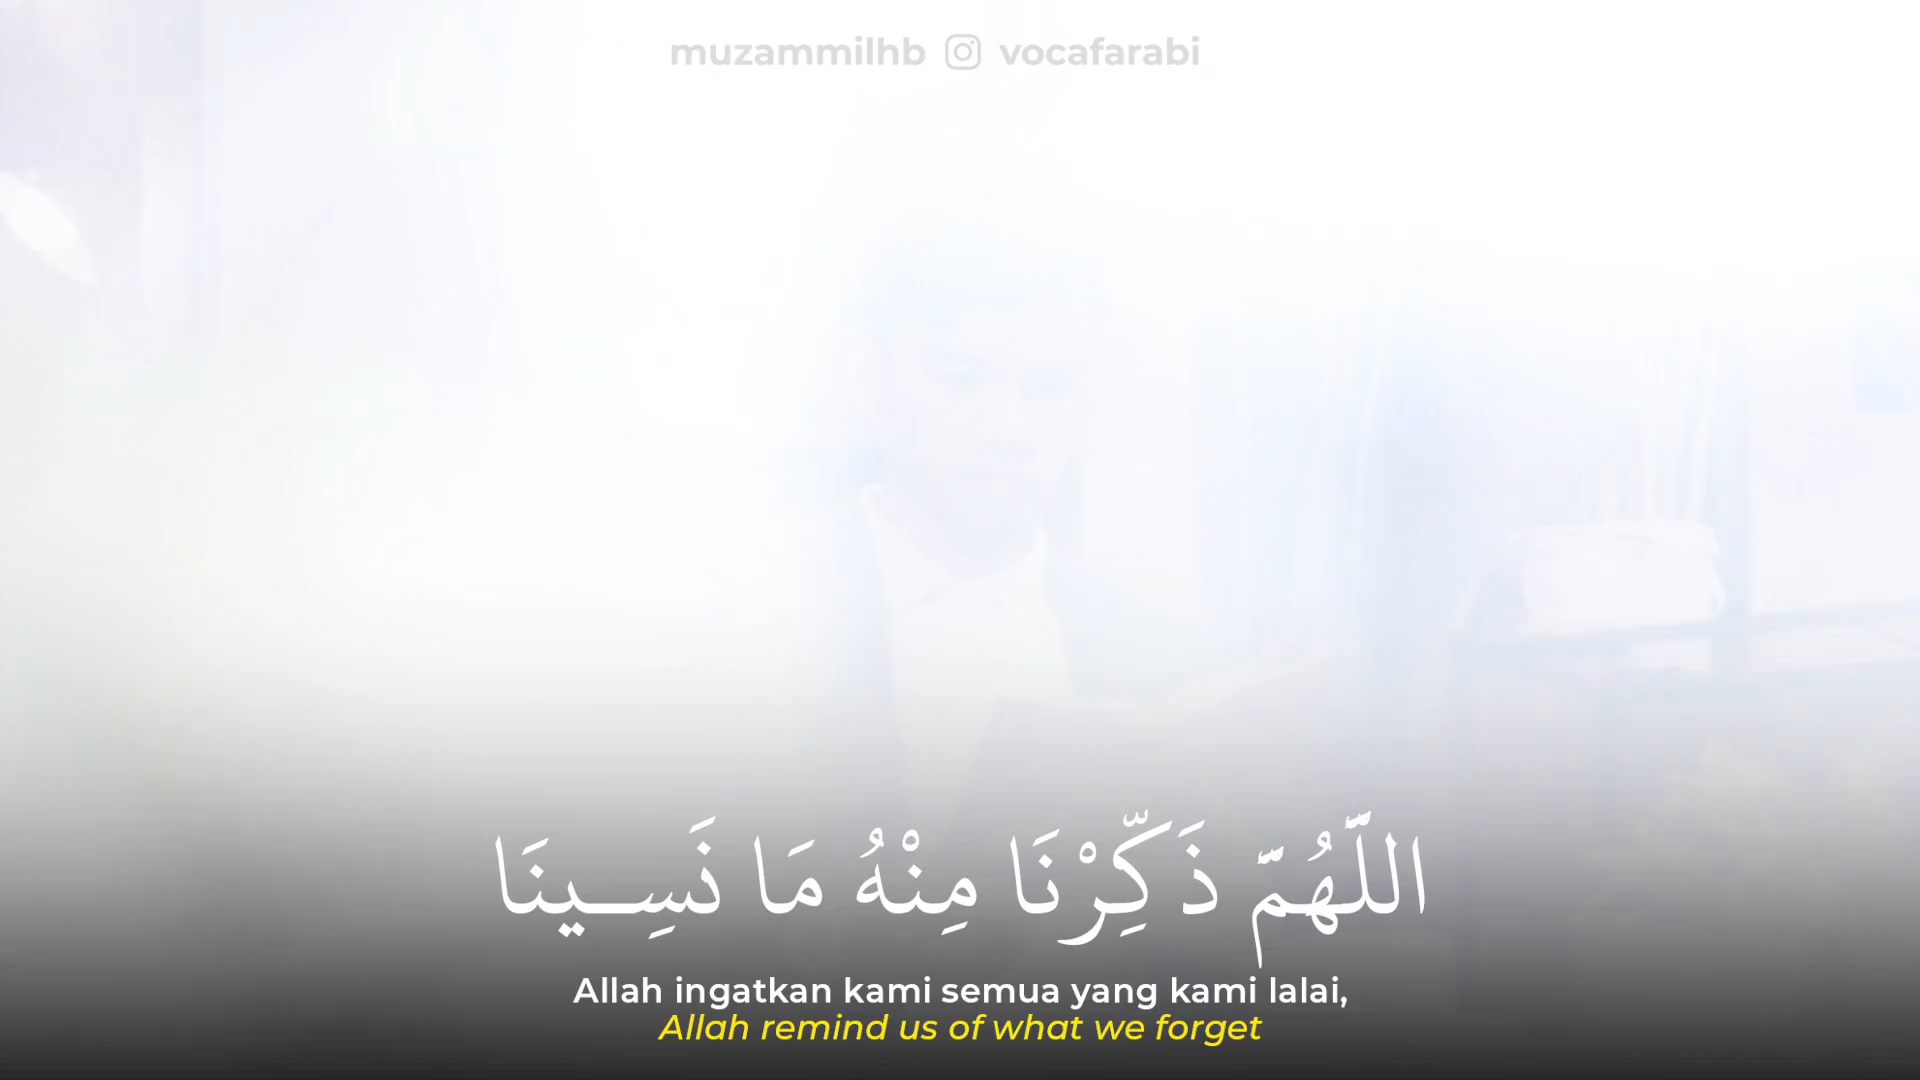 muzammilhb vocafarabi
اللَّهُمَّ ذَكِّرْنَا مِنْهُ مَا نَسِــينَا
Allah ingatkan kami semua yang kami lalai,
Allah remind us of what we forget